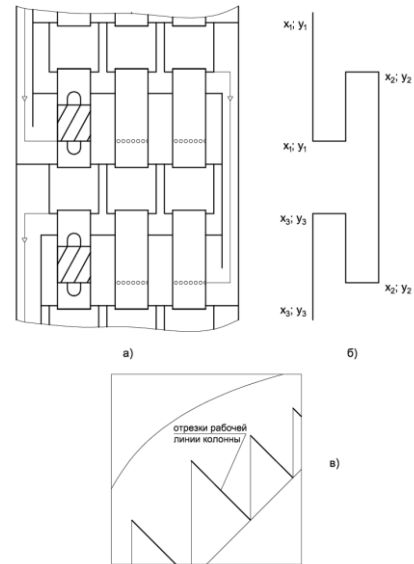 x₁; y₁
x₂; y₂
x₁; y₁
x₃; y₃
x₂; y₂
x₃; y₃
а)
б)
отрезки рабочей
линии колонны
в)